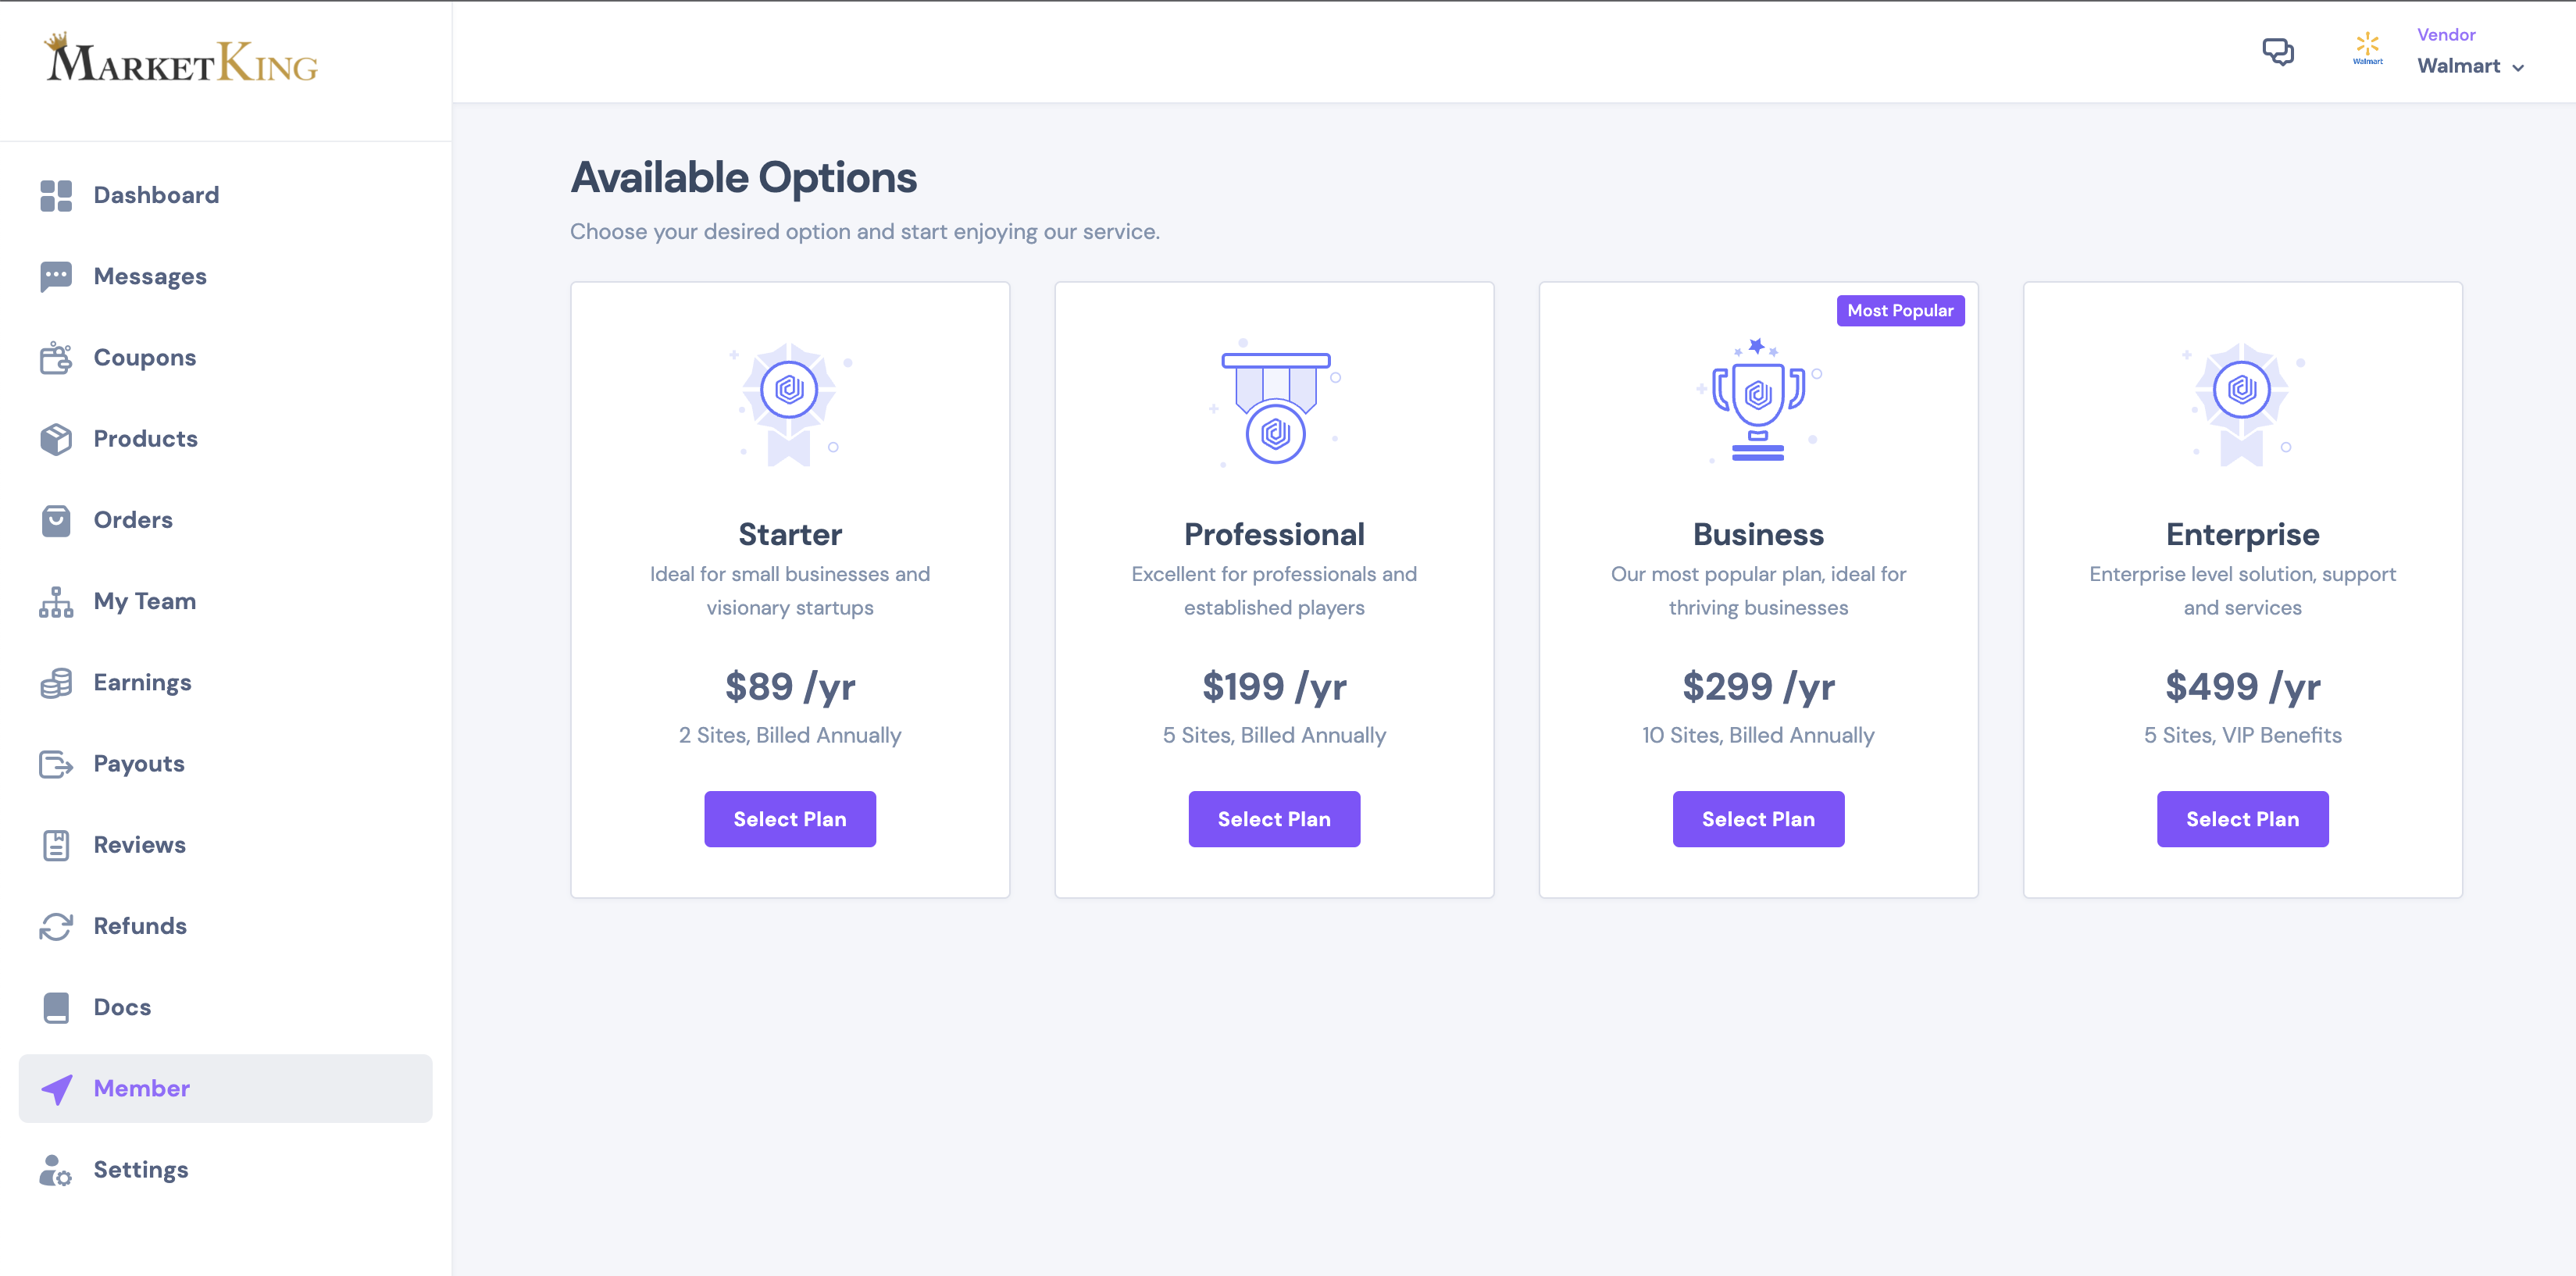 MARKETKING
Vendor
Walmart
Walmart
Dashboard
Messages
Coupons
Products
Orders
My Team
Earnings
Payouts
Reviews
Refunds
Docs
Member
Settings
Available Options
Choose your desired option and start enjoying our service.
Starter
Ideal for small businesses and
visionary startups
$89 /yr
2 Sites, Billed Annually
Select Plan
Professional
Excellent for professionals and
established players
$199 /yr
5 Sites, Billed Annually
Select Plan
Most Popular
Business
Our most popular plan, ideal for
thriving businesses
$299 /yr
10 Sites, Billed Annually
Select Plan
Enterprise
Enterprise level solution, support
and services
$499 /yr
5 Sites, VIP Benefits
Select Plan